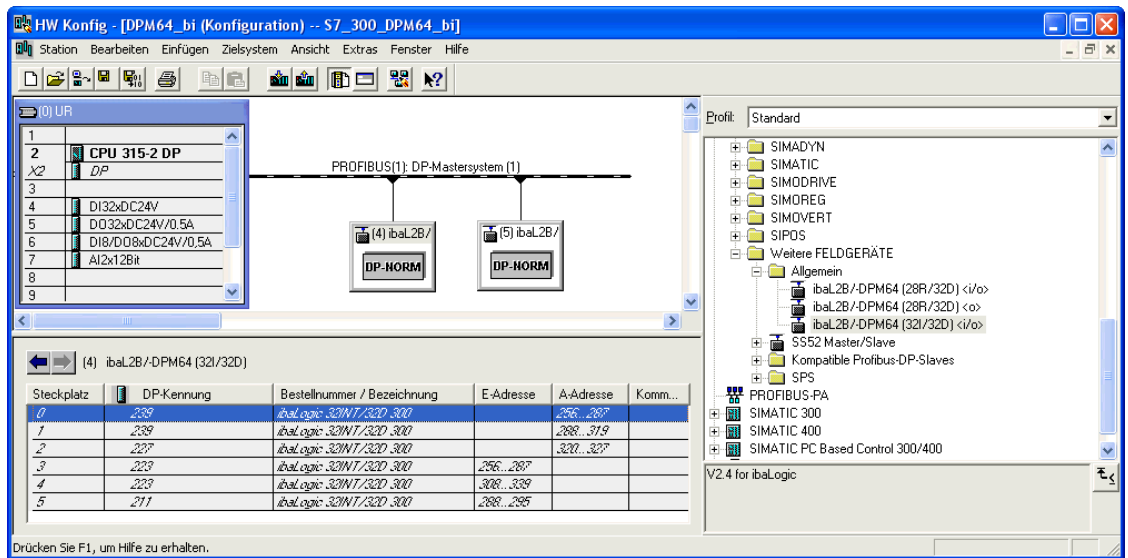 HW Konfig - [DPM64_bi (Konfiguration) -- S7_300_DPM64_bi]
Station Bearbeiten Einfügen Zielsystem Ansicht Extras Fenster Hilfe
(0) UR
1
2 CPU 315-2 DP
X2 DP
3
4 DI32xDC24V
5 DO32xDC24V/0.5A
6 DI8/DO8xDC24V/0,5A
7 AI2x12Bit
8
9
PROFIBUS(1): DP-Mastersystem (1)
(4) ibaL2B/
DP-NORM
(5) ibaL2B/
DP-NORM
Profil: Standard
SIMADYN
SIMATIC
SIMODRIVE
SIMOREG
SIMOVERT
SIPOS
Weitere FELDGERÄTE
Allgemein
ibaL2B/-DPM64 (28R/32D) <i/o>
ibaL2B/-DPM64 (28R/32D) <o>
ibaL2B/-DPM64 (32I/32D) <i/o>
SS52 Master/Slave
Kompatible Profibus-DP-Slaves
SPS
PROFIBUS-PA
SIMATIC 300
SIMATIC 400
SIMATIC PC Based Control 300/400
V2.4 for ibaLogic
(4) ibaL2B/-DPM64 (32I/32D)
Steckplatz DP-Kennung Bestellnummer / Bezeichnung E-Adresse A-Adresse Komm...
0 239 ibaLogic 32INT/32D 300 256...287
1 239 ibaLogic 32INT/32D 300 288...319
2 227 ibaLogic 32INT/32D 300 320...327
3 223 ibaLogic 32INT/32D 300 256...287
4 223 ibaLogic 32INT/32D 300 308...339
5 211 ibaLogic 32INT/32D 300 288...295
Drücken Sie F1, um Hilfe zu erhalten.